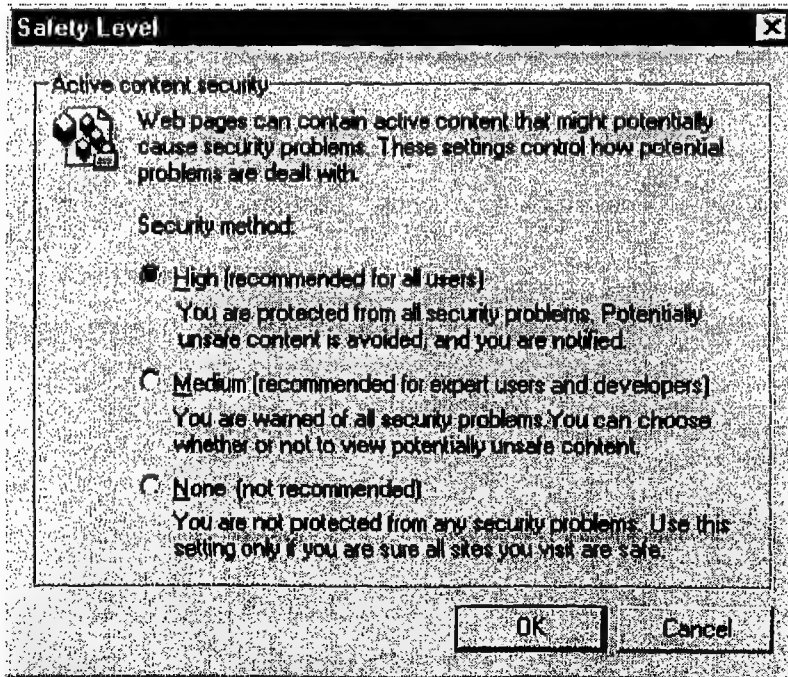 Safety Level
Active content security
Web pages can contain active content that might potentially
cause security problems. These settings control how potential
problems are dealt with.
Security method:
High (recommended for all users)
You are protected from all security problems. Potentially
unsafe content is avoided, and you are notified.
Medium (recommended for expert users and developers)
You are warned of all security problems.You can choose
whether or not to view potentially unsafe content.
None (not recommended)
You are not protected from any security problems. Use this
setting only if you are sure all sites you visit are safe.
OK
Cancel